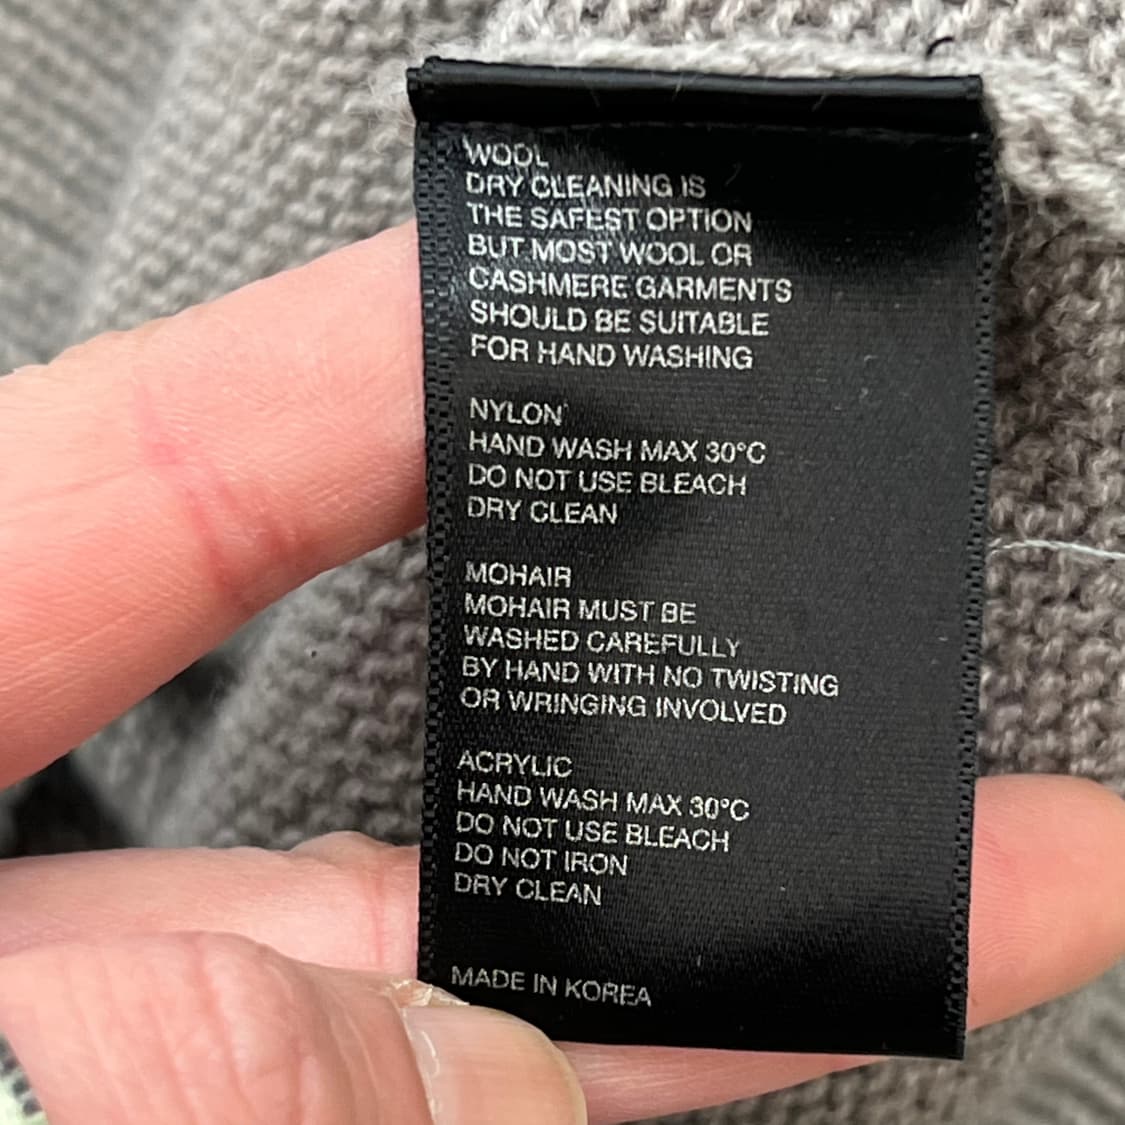 WOOL
DRY CLEANING IS
THE SAFEST OPTION
BUT MOST WOOL OR
CASHMERE GARMENTS
SHOULD BE SUITABLE
FOR HAND WASHING
NYLON
HAND WASH MAX 30°C
DO NOT USE BLEACH
DRY CLEAN
MOHAIR
MOHAIR MUST BE
WASHED CAREFULLY
BY HAND WITH NO TWISTING
OR WRINGING INVOLVED
ACRYLIC
HAND WASH MAX 30°C
DO NOT USE BLEACH
DO NOT IRON
DRY CLEAN
MADE IN KOREA